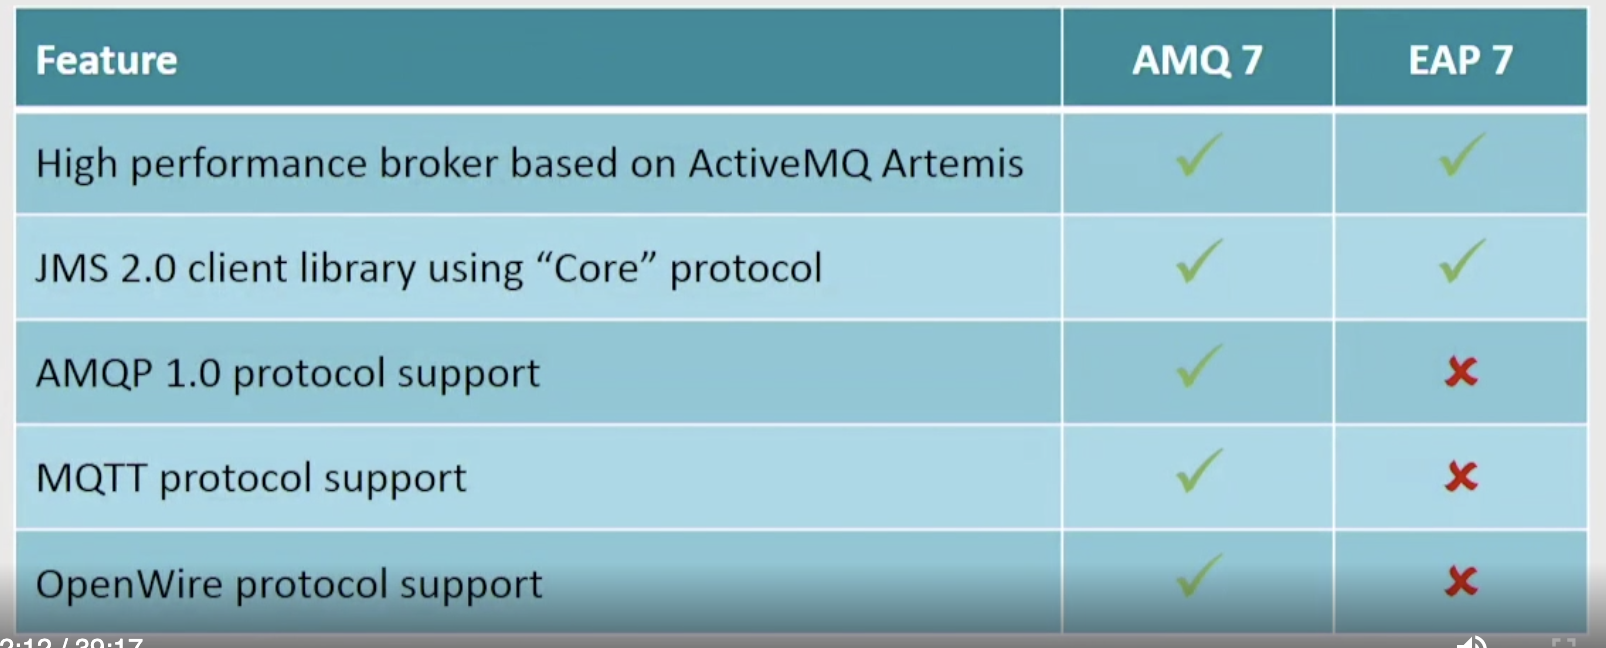 Feature AMQ 7 EAP 7
High performance broker based on ActiveMQ Artemis ✓ ✓
JMS 2.0 client library using “Core” protocol ✓ ✓
AMQP 1.0 protocol support ✓ ✘
MQTT protocol support ✓ ✘
OpenWire protocol support ✓ ✘